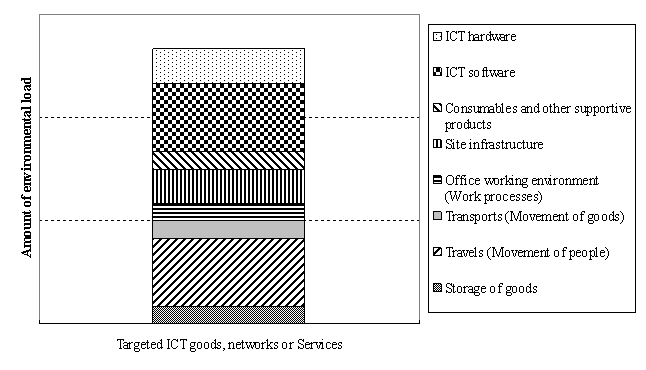 Amount of environmental load
Targeted ICT goods, networks or Services
ICT hardware
ICT software
Consumables and other supportive
products
Site infrastructure
Office working environment
(Work processes)
Transports (Movement of goods)
Travels (Movement of people)
Storage of goods